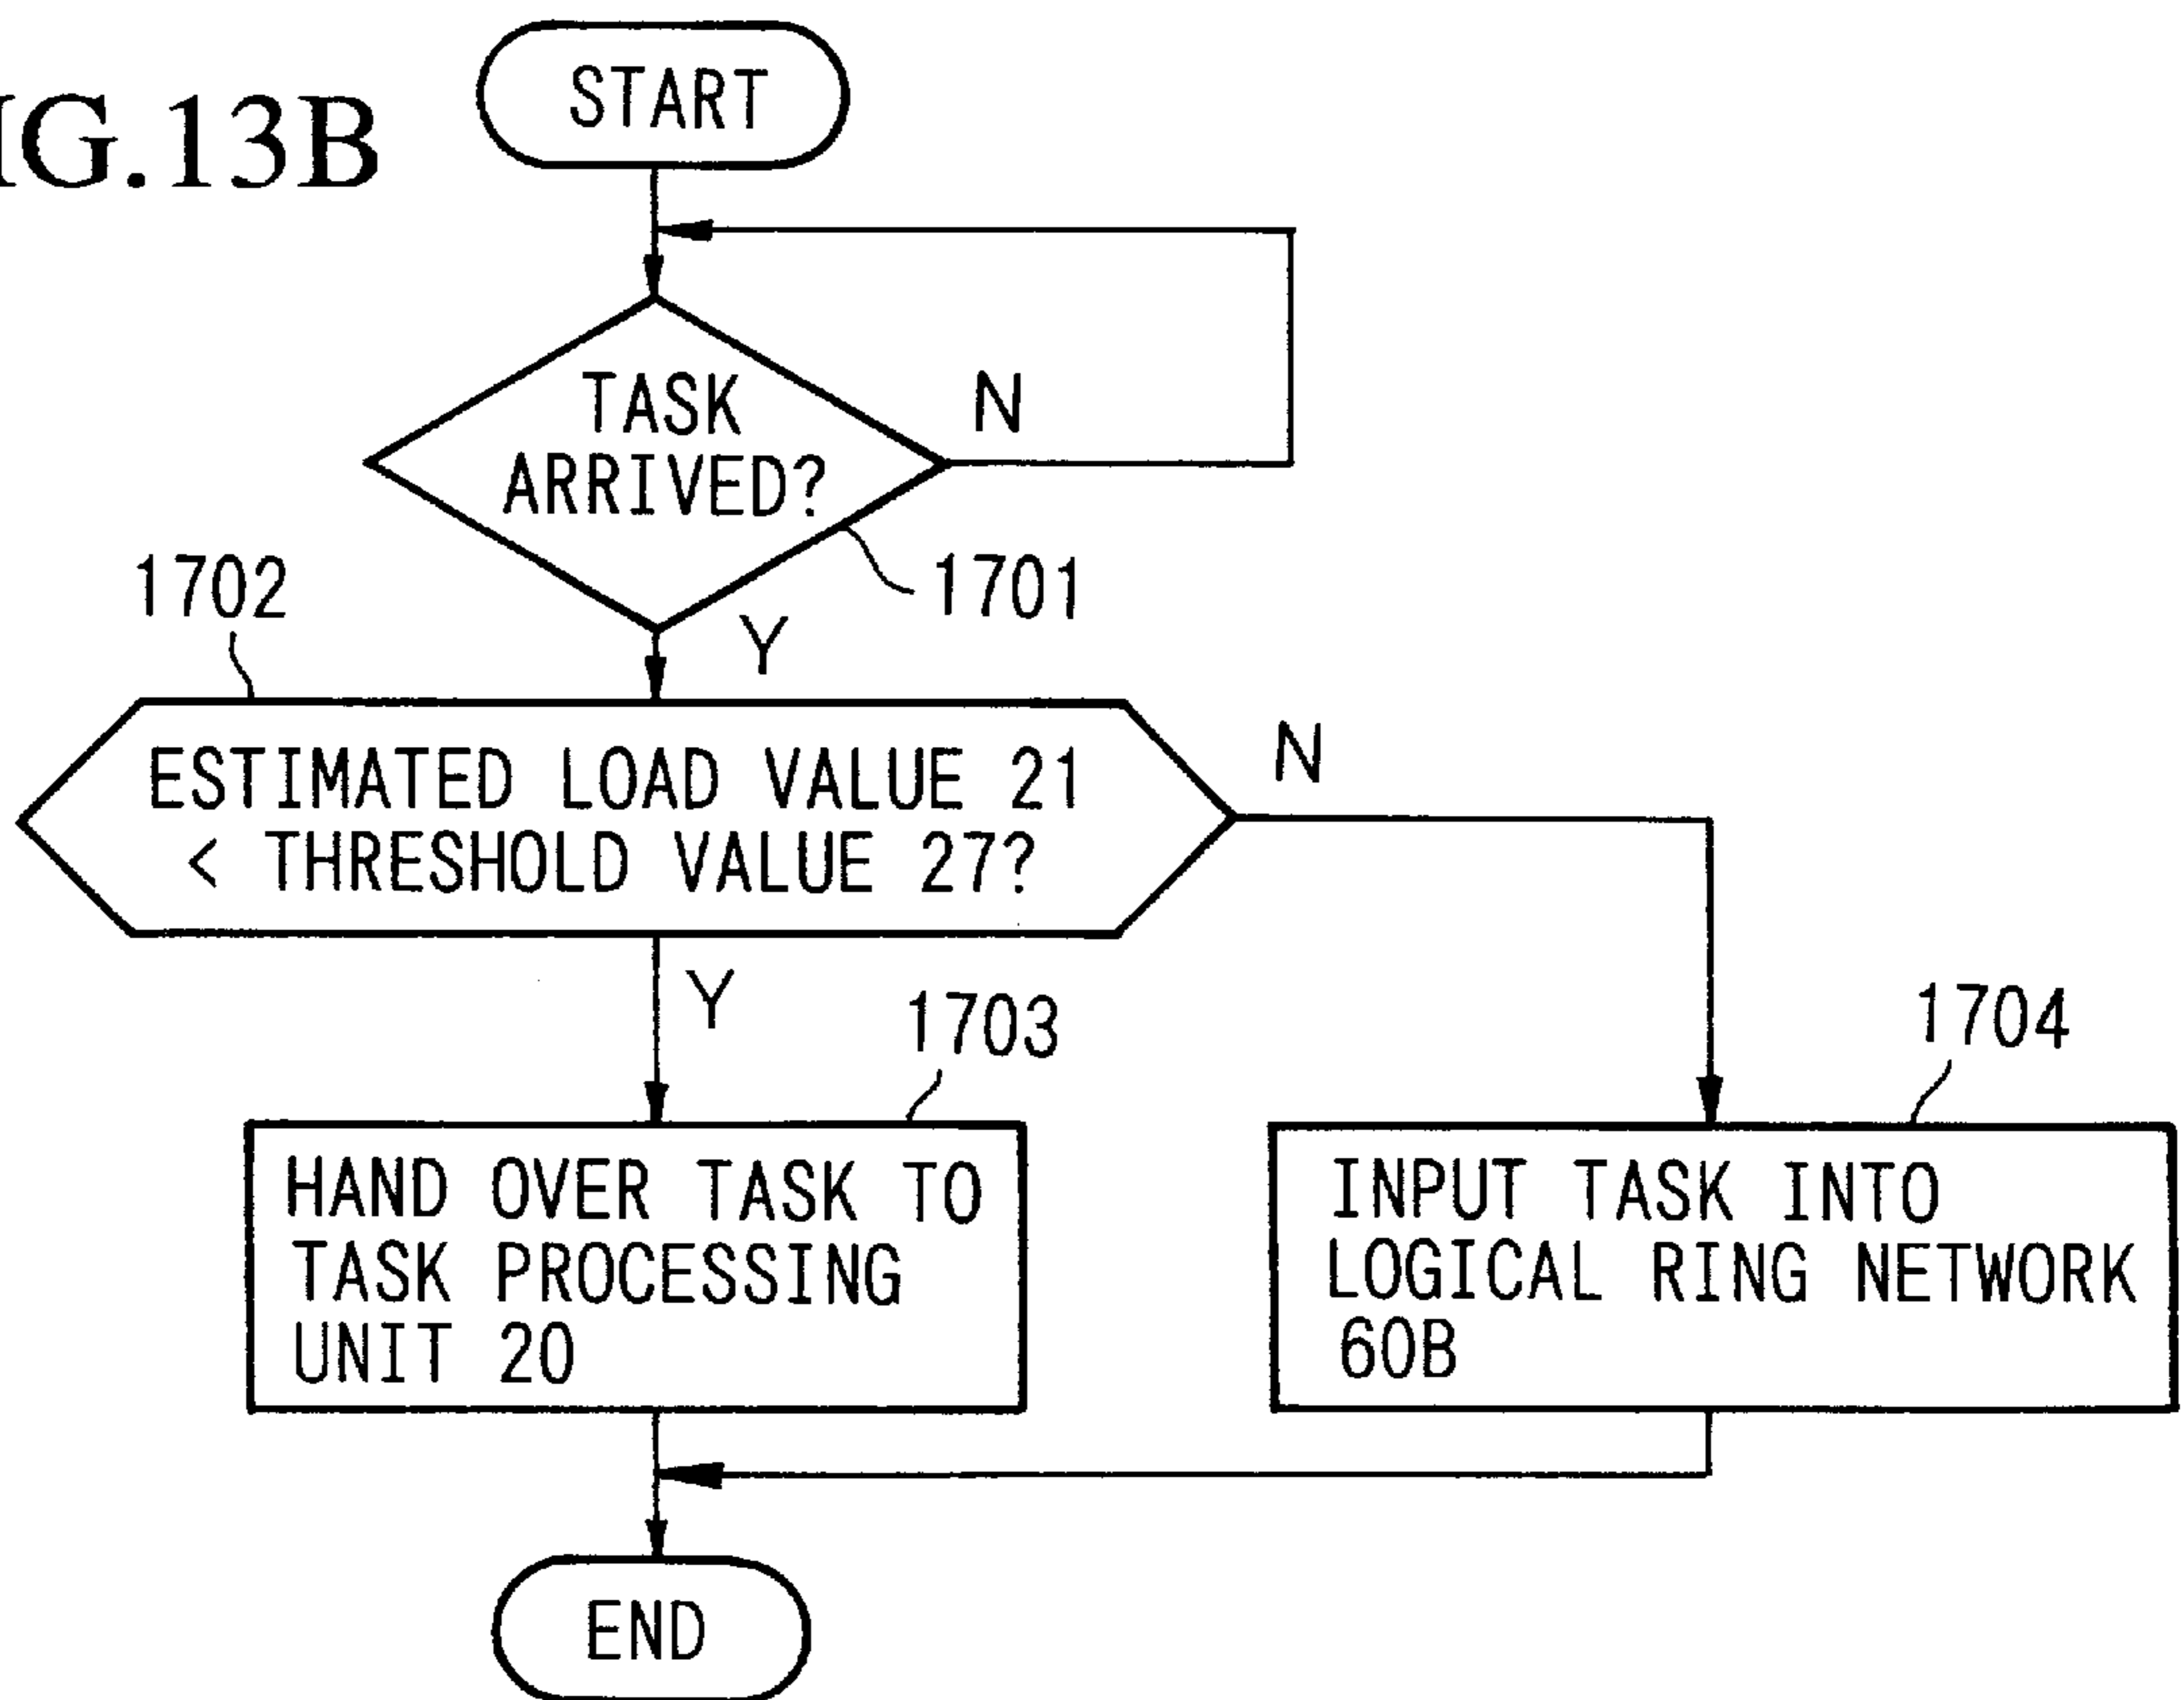 IG.13B
START
TASK
ARRIVED?
N
1701
1702
Y
ESTIMATED LOAD VALUE 21
< THRESHOLD VALUE 27?
N
Y
1703
1704
HAND OVER TASK TO
TASK PROCESSING
UNIT 20
INPUT TASK INTO
LOGICAL RING NETWORK
60B
END